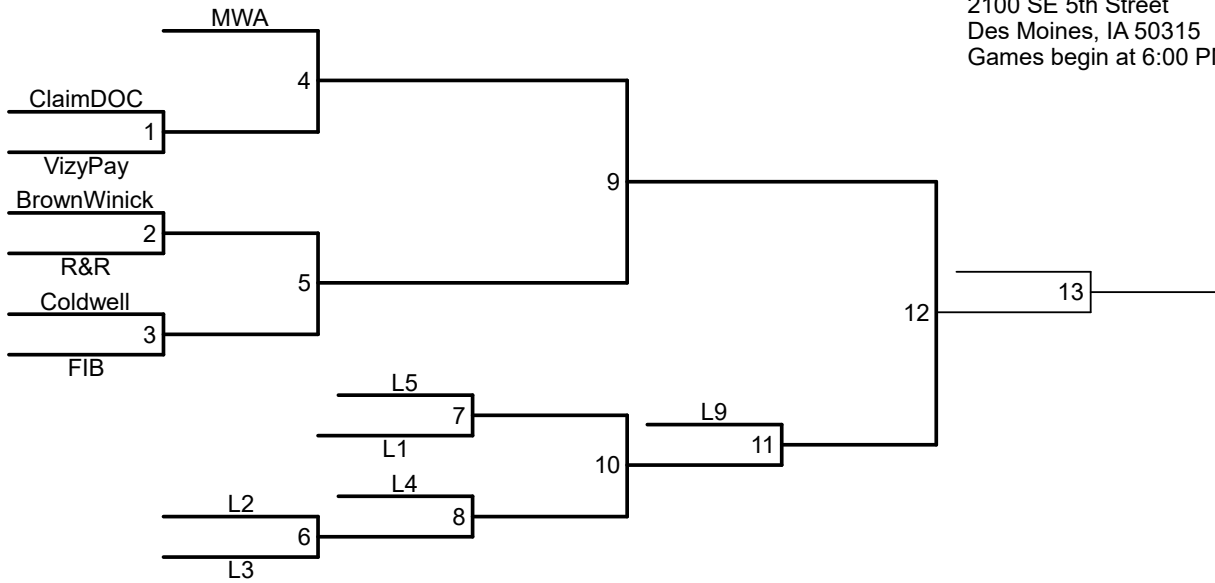 2100 SE 5th Street
Des Moines, IA 50315
Games begin at 6:00
MWA
4
ClaimDOC
1
VizyPay
BrownWinick
9
2
R&R
5
Coldwell
13
12
3
FIB
L5
7
L9
L1
11
10
L4
L2
8
6
L3